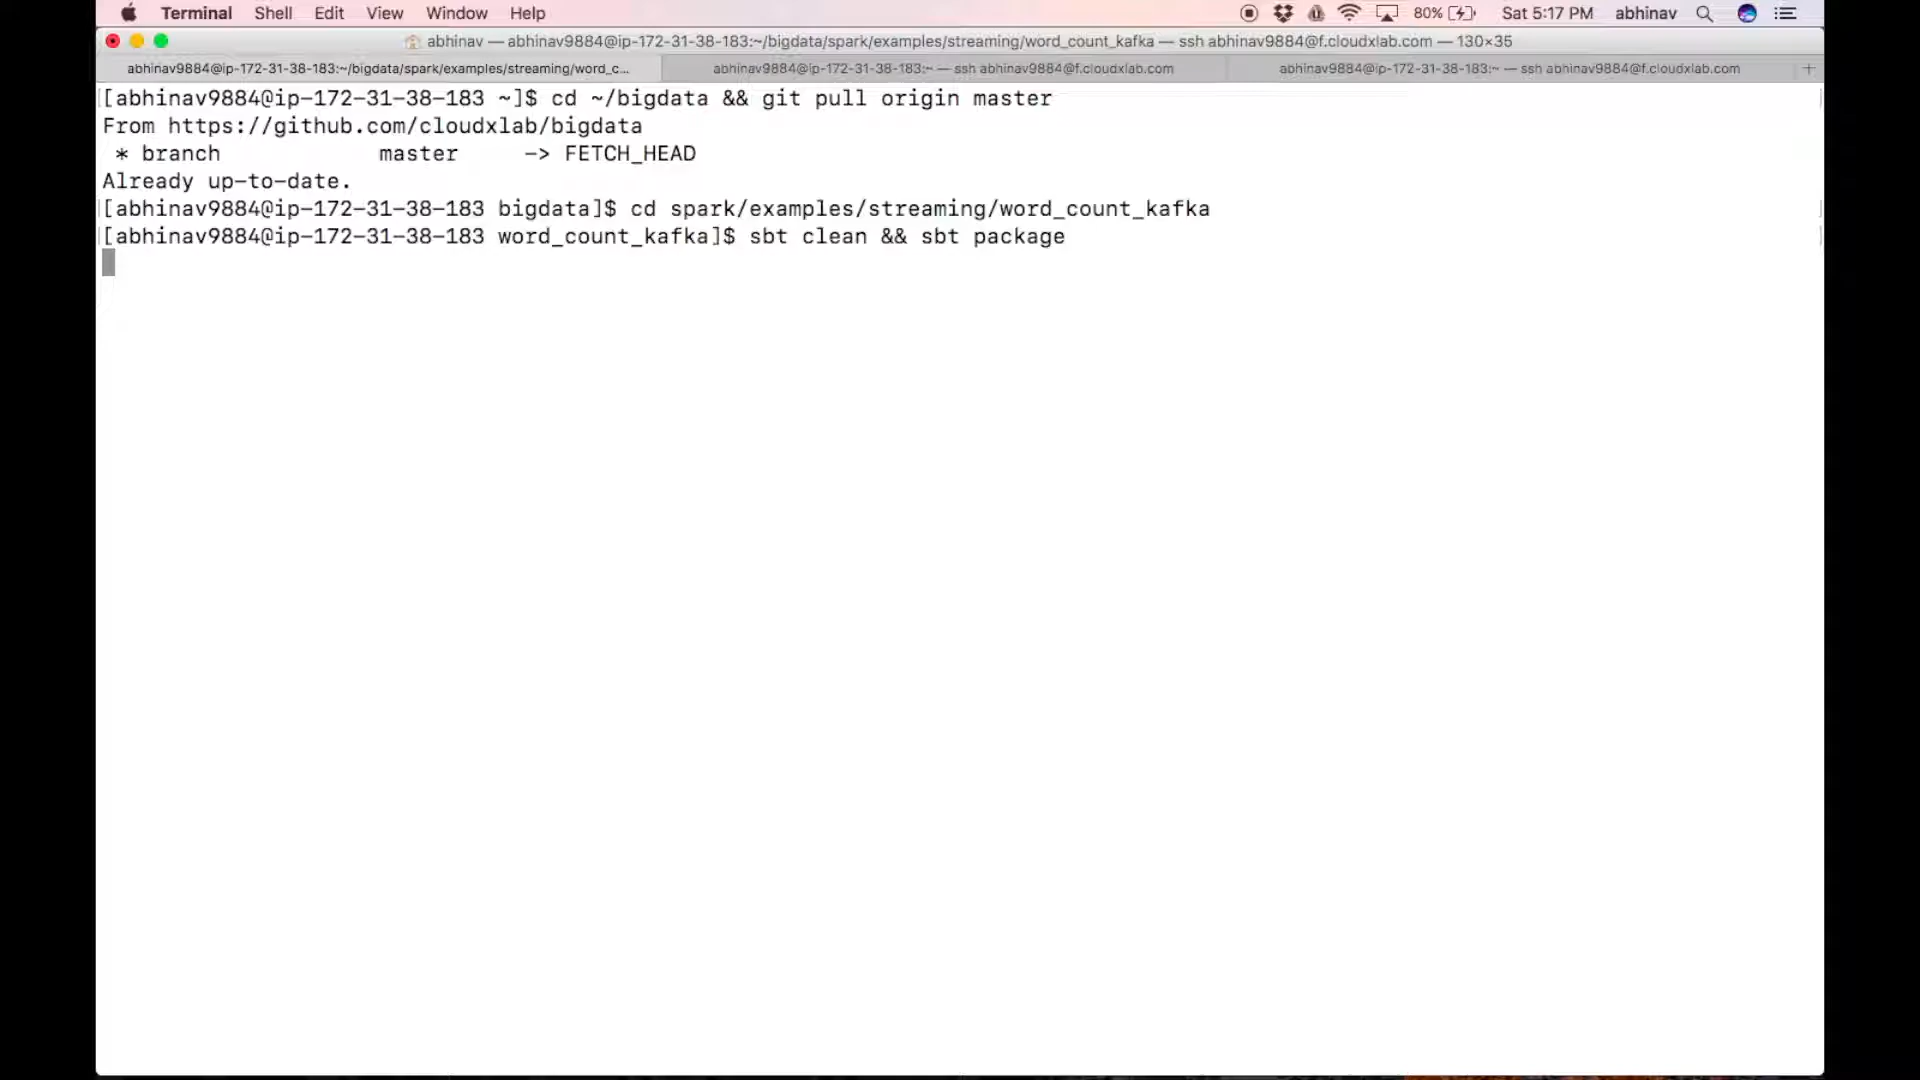 Terminal Shell Edit View Window Help 80% Sat 5:17 PM abhinav
abhinav — abhinav9884@ip-172-31-38-183:~/bigdata/spark/examples/streaming/word_count_kafka — ssh abhinav9884@f.cloudxlab.com — 130×35
abhinav9884@ip-172-31-38-183:~/bigdata/spark/examples/streaming/word_c... abhinav9884@ip-172-31-38-183:~ — ssh abhinav9884@f.cloudxlab.com abhinav9884@ip-172-31-38-183:~ — ssh abhinav9884@f.cloudxlab.com +
[abhinav9884@ip-172-31-38-183 ~]$ cd ~/bigdata && git pull origin master
From https://github.com/cloudxlab/bigdata
* branch master -> FETCH_HEAD
Already up-to-date.
[abhinav9884@ip-172-31-38-183 bigdata]$ cd spark/examples/streaming/word_count_kafka
[abhinav9884@ip-172-31-38-183 word_count_kafka]$ sbt clean && sbt package